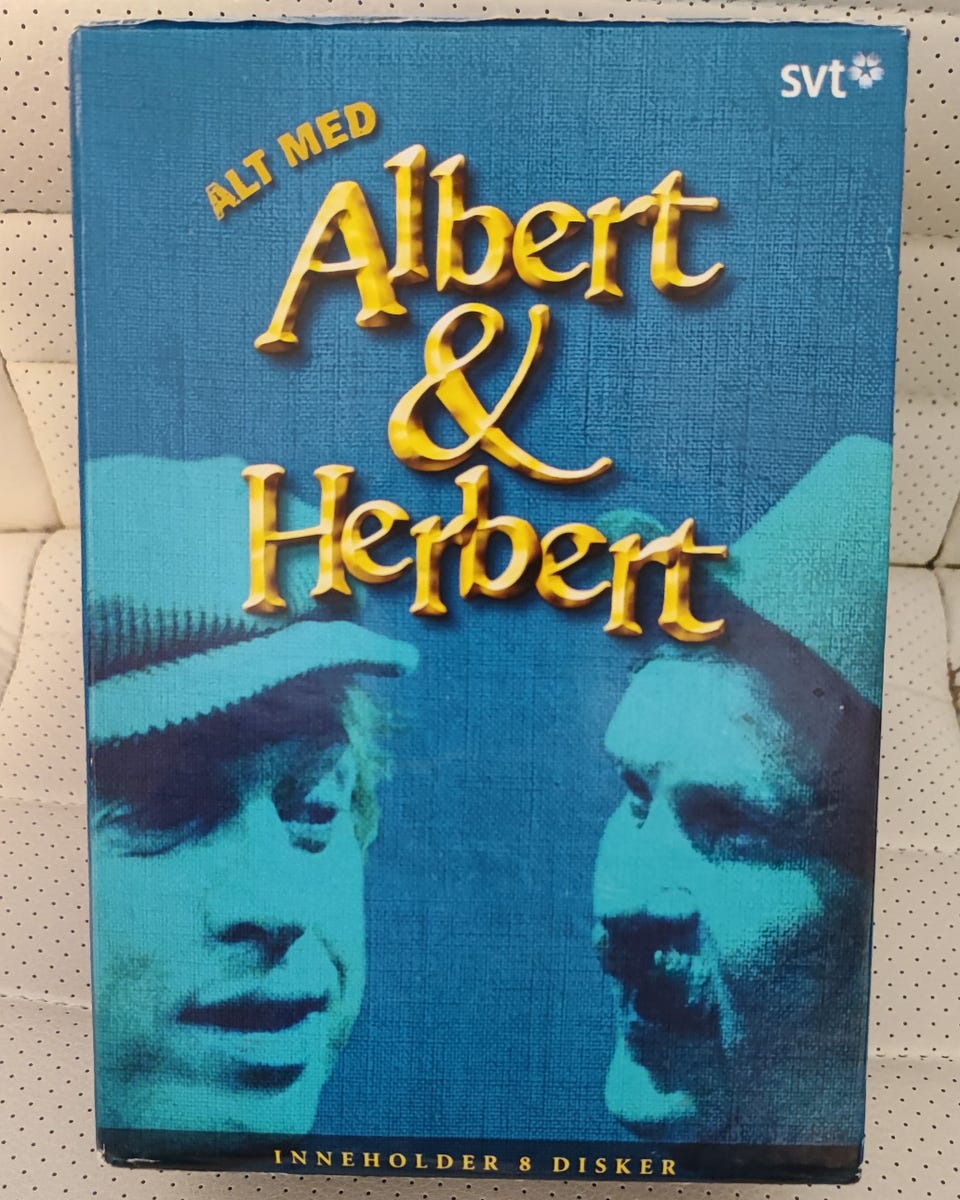 svt
ALT MED
Albert
&
Herbert
INNEHOLDER 8 DISKER